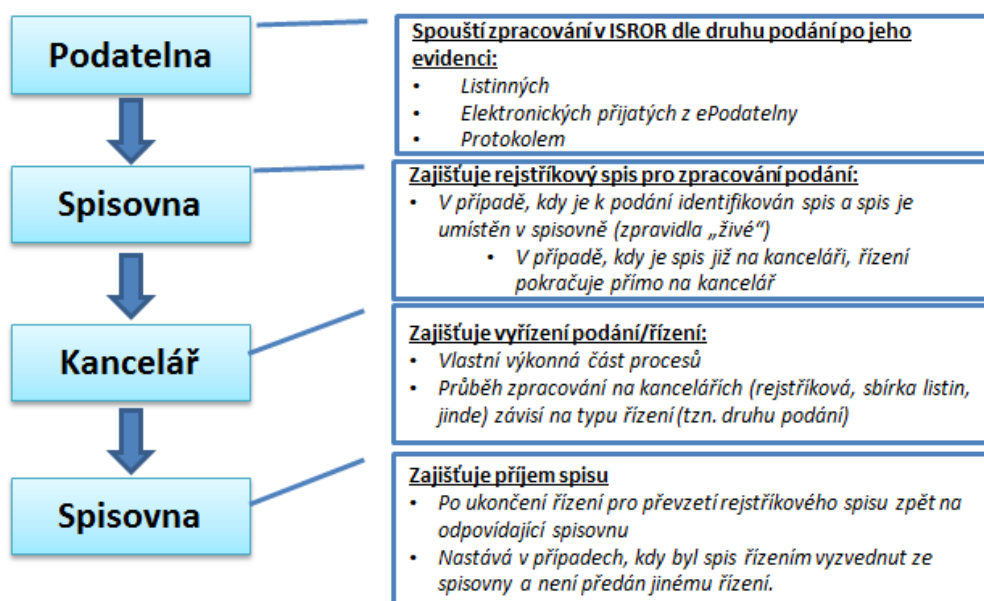 Podatelna
Spouští zpracování v ISROR dle druhu podání po jeho
evidenci:
• Listinných
• Elektronických přijatých z ePodatelny
• Protokolem
Spisovna
Zajišťuje rejstříkový spis pro zpracování podání:
• V případě, kdy je k podání identifikován spis a spis je
umístěn v spisovně (zpravidla „živé“)
• V případě, kdy je spis již na kanceláři, řízení
pokračuje přímo na kancelář
Kancelář
Zajišťuje vyřízení podání/řízení:
• Vlastní výkonná část procesů
• Průběh zpracování na kancelářích (rejstříková, sbírka listin,
jinde) závisí na typu řízení (tzn. druhu podání)
Spisovna
Zajišťuje příjem spisu
• Po ukončení řízení pro převzetí rejstříkového spisu zpět na
odpovídající spisovnu
• Nastává v případech, kdy byl spis řízením vyzvednut ze
spisovny a není předán jinému řízení.